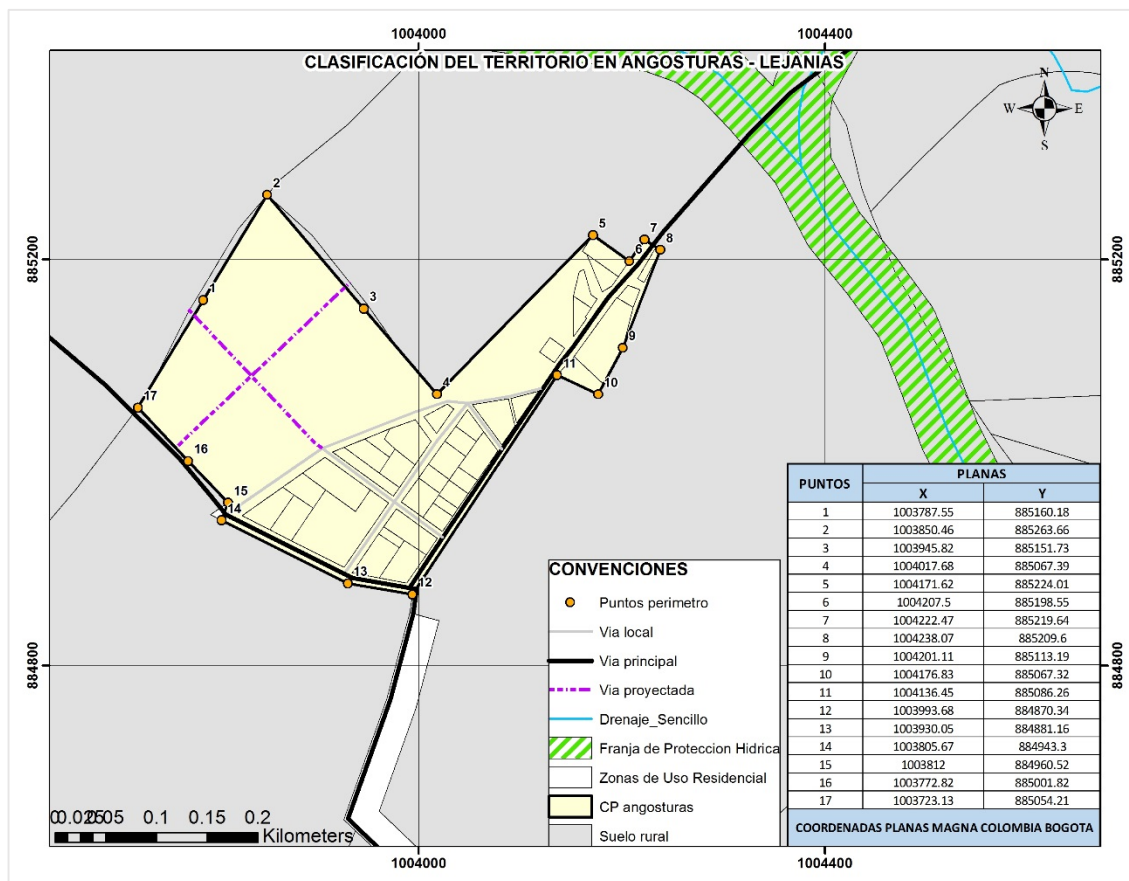 1004000
1004400
CLASIFICACIÓN DEL TERRITORIO EN ANGOSTURAS - LEJANIAS
N
W E
S
2
5
7
6
8
885200
885200
1
3
9
11
4
10
17
16
15
14
13
12
884800
884800
CONVENCIONES
Puntos perimetro
Via local
Via principal
Via proyectada
Drenaje_Sencillo
Franja de Proteccion Hidrica
Zonas de Uso Residencial
CP angosturas
Suelo rural
PUNTOS PLANAS
X Y
1 1003787.55 885160.18
2 1003850.46 885263.66
3 1003945.82 885151.73
4 1004017.68 885067.39
5 1004171.62 885224.01
6 1004207.5 885198.55
7 1004222.47 885219.64
8 1004238.07 885209.6
9 1004201.11 885113.19
10 1004176.83 885067.32
11 1004136.45 885086.26
12 1003993.68 884870.34
13 1003930.05 884881.16
14 1003805.67 884943.3
15 1003812 884960.52
16 1003772.82 885001.82
17 1003723.13 885054.21
COORDENADAS PLANAS MAGNA COLOMBIA BOGOTA
0 0.025 0.05 0.1 0.15 0.2
Kilometers
1004000
1004400